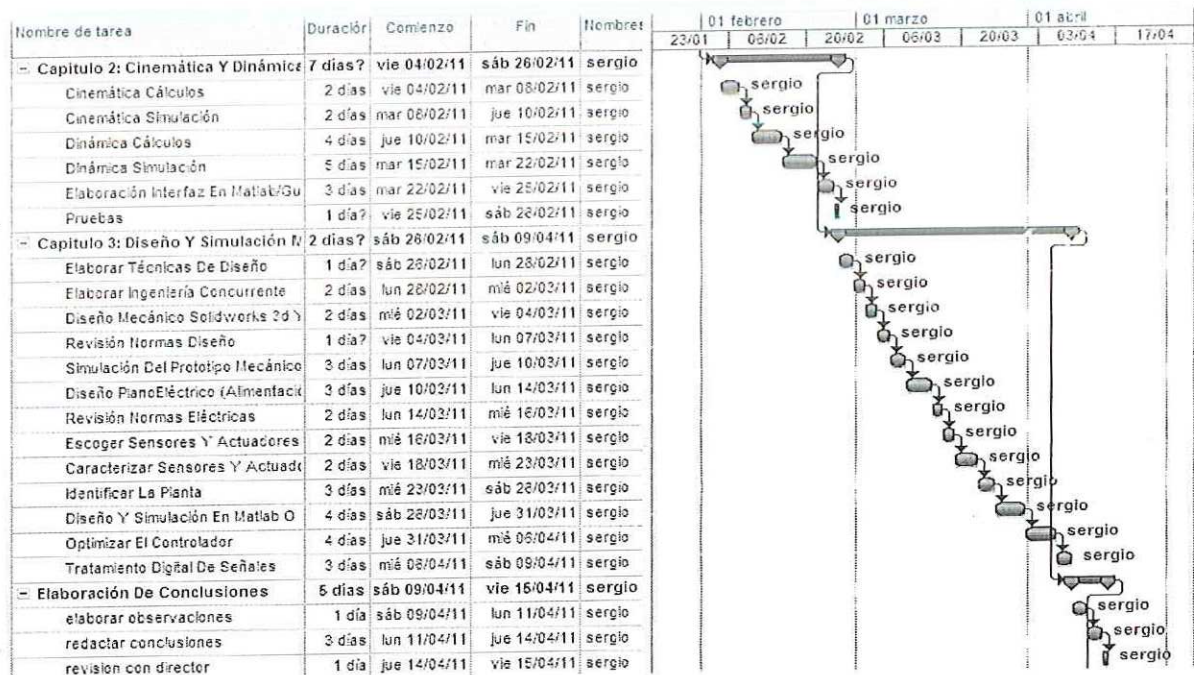 Nombre de tarea Duración Comienzo Fin Nombres
01 febrero 01 marzo 01 abril
23/01 06/02 20/02 06/03 20/03 03/04 17/04
- Capitulo 2: Cinemática Y Dinámica 7 días? vie 04/02/11 sáb 26/02/11 sergio
Cinemática Cálculos 2 días vie 04/02/11 mar 08/02/11 sergio sergio
Cinemática Simulación 2 días mar 08/02/11 jue 10/02/11 sergio sergio
Dinámica Cálculos 4 días jue 10/02/11 mar 15/02/11 sergio sergio
Dinámica Simulación 5 días mar 15/02/11 mar 22/02/11 sergio sergio
Elaboración Interfaz En Matlab/Gu 3 días mar 22/02/11 vie 25/02/11 sergio sergio
Pruebas 1 día? vie 25/02/11 sáb 26/02/11 sergio sergio
- Capitulo 3: Diseño Y Simulación M 2 días? sáb 26/02/11 sáb 09/04/11 sergio
Elaborar Técnicas De Diseño 1 día? sáb 26/02/11 lun 28/02/11 sergio sergio
Elaborar Ingeniería Concurrente 2 días lun 28/02/11 mié 02/03/11 sergio sergio
Diseño Mecánico Solidworks 3d Y 2 días mié 02/03/11 vie 04/03/11 sergio sergio
Revisión Normas Diseño 1 día? vie 04/03/11 lun 07/03/11 sergio sergio
Simulación Del Prototipo Mecánico 3 días lun 07/03/11 jue 10/03/11 sergio sergio
Diseño PlanoEléctrico (Alimentació 3 días jue 10/03/11 lun 14/03/11 sergio sergio
Revisión Normas Eléctricas 2 días lun 14/03/11 mié 16/03/11 sergio sergio
Escoger Sensores Y Actuadores 2 días mié 16/03/11 vie 18/03/11 sergio sergio
Caracterizar Sensores Y Actuado 2 días vie 18/03/11 mié 23/03/11 sergio sergio
Identificar La Planta 3 días mié 23/03/11 sáb 26/03/11 sergio sergio
Diseño Y Simulación En Matlab O 4 días sáb 26/03/11 jue 31/03/11 sergio sergio
Optimizar El Controlador 4 días jue 31/03/11 mié 06/04/11 sergio sergio
Tratamiento Digital De Señales 3 días mié 06/04/11 sáb 09/04/11 sergio sergio
- Elaboración De Conclusiones 5 días sáb 09/04/11 vie 15/04/11 sergio
elaborar observaciones 1 día sáb 09/04/11 lun 11/04/11 sergio sergio
redactar conclusiones 3 días lun 11/04/11 jue 14/04/11 sergio sergio
revision con director 1 día jue 14/04/11 vie 15/04/11 sergio sergio